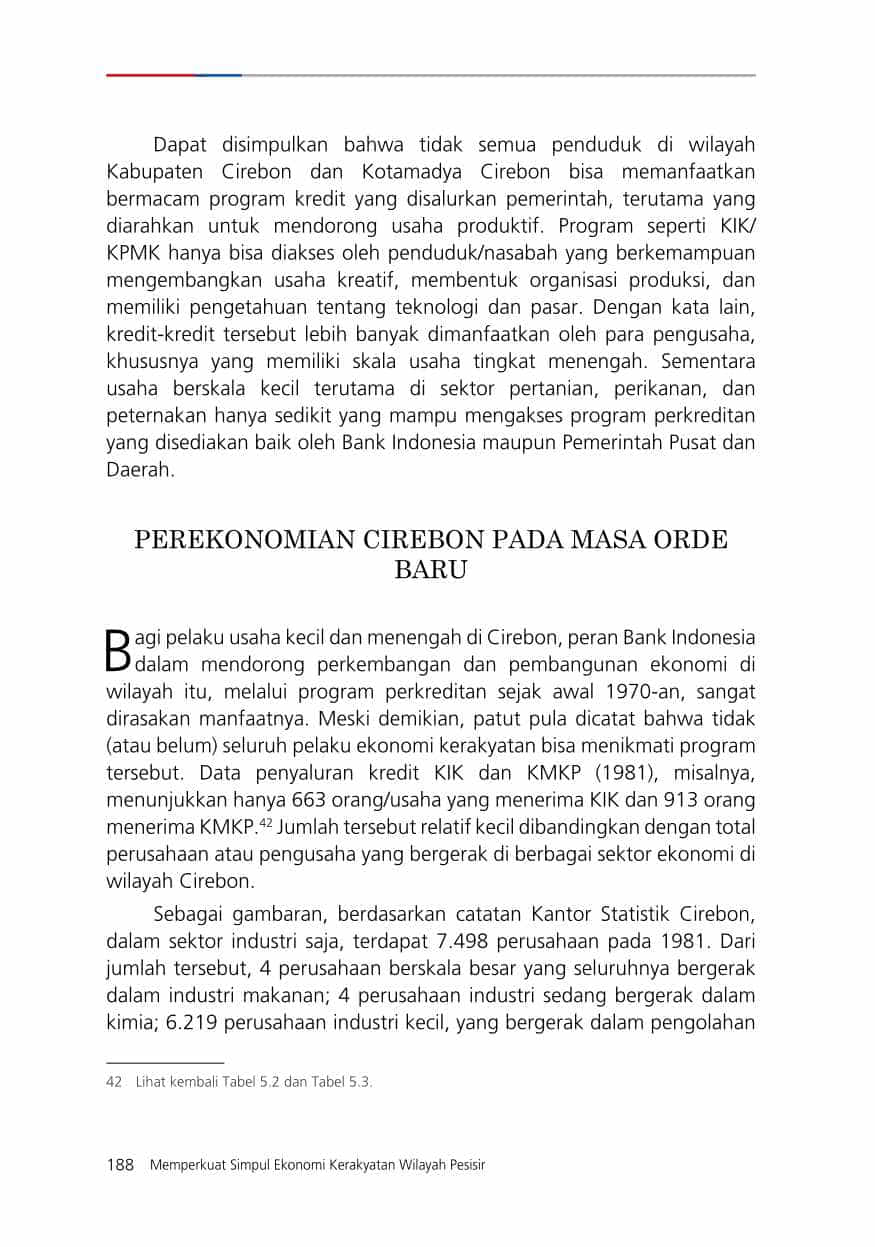 Dapat disimpulkan bahwa tidak semua penduduk di wilayah
Kabupaten Cirebon dan Kotamadya Cirebon bisa memanfaatkan
bermacam program kredit yang disalurkan pemerintah, terutama yang
diarahkan untuk mendorong usaha produktif. Program seperti KIK/
KPMK hanya bisa diakses oleh penduduk/nasabah yang berkemampuan
mengembangkan usaha kreatif, membentuk organisasi produksi, dan
memiliki pengetahuan tentang teknologi dan pasar. Dengan kata lain,
kredit-kredit tersebut lebih banyak dimanfaatkan oleh para pengusaha,
khususnya yang memiliki skala usaha tingkat menengah. Sementara
usaha berskala kecil terutama di sektor pertanian, perikanan, dan
peternakan hanya sedikit yang mampu mengakses program perkreditan
yang disediakan baik oleh Bank Indonesia maupun Pemerintah Pusat dan
Daerah.
PEREKONOMIAN CIREBON PADA MASA ORDE
BARU
Bagi pelaku usaha kecil dan menengah di Cirebon, peran Bank Indonesia
dalam mendorong perkembangan dan pembangunan ekonomi di
wilayah itu, melalui program perkreditan sejak awal 1970-an, sangat
dirasakan manfaatnya. Meski demikian, patut pula dicatat bahwa tidak
(atau belum) seluruh pelaku ekonomi kerakyatan bisa menikmati program
tersebut. Data penyaluran kredit KIK dan KMKP (1981), misalnya,
menunjukkan hanya 663 orang/usaha yang menerima KIK dan 913 orang
menerima KMKP.42 Jumlah tersebut relatif kecil dibandingkan dengan total
perusahaan atau pengusaha yang bergerak di berbagai sektor ekonomi di
wilayah Cirebon.
Sebagai gambaran, berdasarkan catatan Kantor Statistik Cirebon,
dalam sektor industri saja, terdapat 7.498 perusahaan pada 1981. Dari
jumlah tersebut, 4 perusahaan berskala besar yang seluruhnya bergerak
dalam industri makanan; 4 perusahaan industri sedang bergerak dalam
kimia; 6.219 perusahaan industri kecil, yang bergerak dalam pengolahan
42 Lihat kembali Tabel 5.2 dan Tabel 5.3.
188 Memperkuat Simpul Ekonomi Kerakyatan Wilayah Pesisir